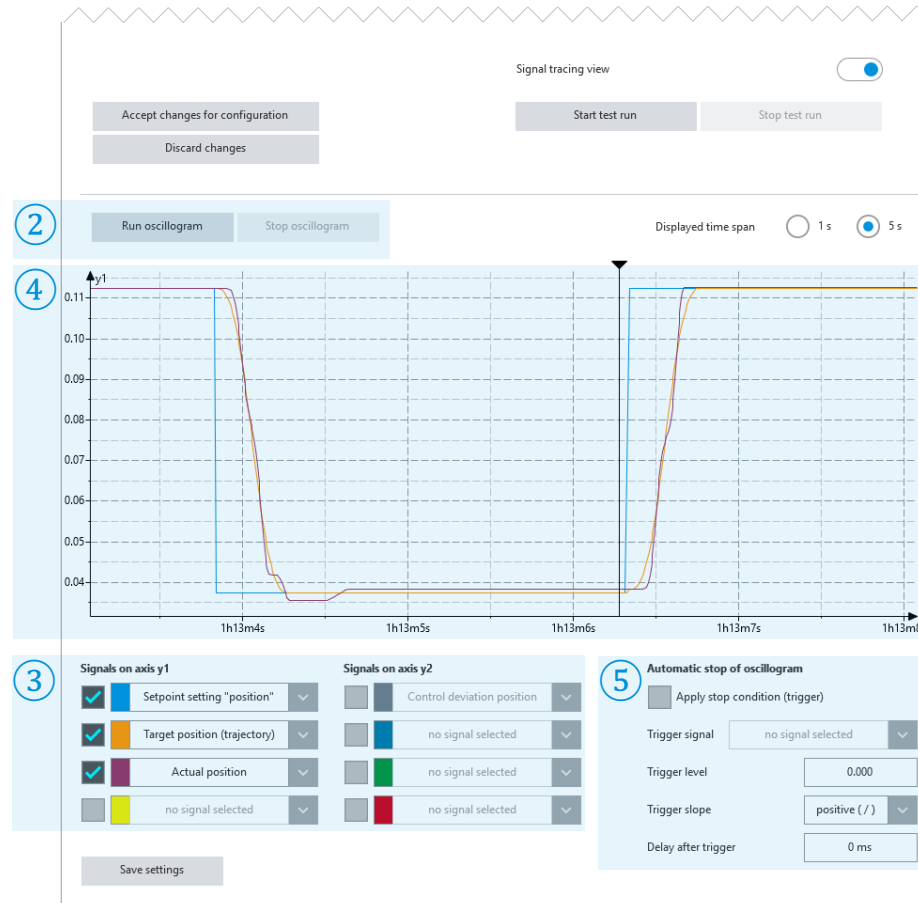 Signal tracing view
Accept changes for configuration
Start test run
Stop test run
Discard changes
2
Run oscillogram
Stop oscillogram
Displayed time span
1 s
5 s
4
y1
0.11
0.10
0.09
0.08
0.07
0.06
0.05
0.04
1h13m4s
1h13m5s
1h13m6s
1h13m7s
1h13m8
3
Signals on axis y1
Setpoint setting "position"
Target position (trajectory)
Actual position
no signal selected
Signals on axis y2
Control deviation position
no signal selected
no signal selected
no signal selected
5
Automatic stop of oscillogram
Apply stop condition (trigger)
Trigger signal
no signal selected
Trigger level
0.000
Trigger slope
positive ( / )
Delay after trigger
0 ms
Save settings